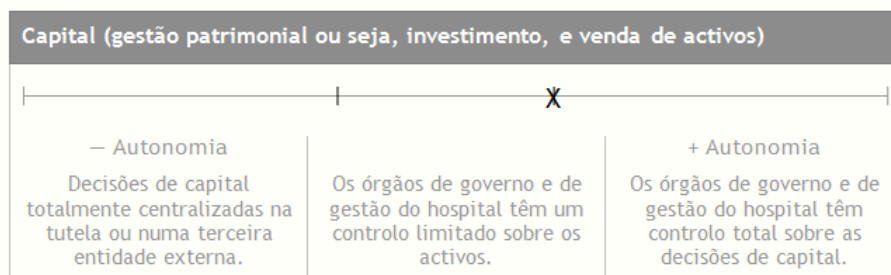 Capital (gestão patrimonial ou seja, investimento, e venda de activos)
X
— Autonomia
Decisões de capital
totalmente centralizadas na
tutela ou numa terceira
entidade externa.
Os órgãos de governo e de
gestão do hospital têm um
controlo limitado sobre os
activos.
+ Autonomia
Os órgãos de governo e de
gestão do hospital têm
controlo total sobre as
decisões de capital.